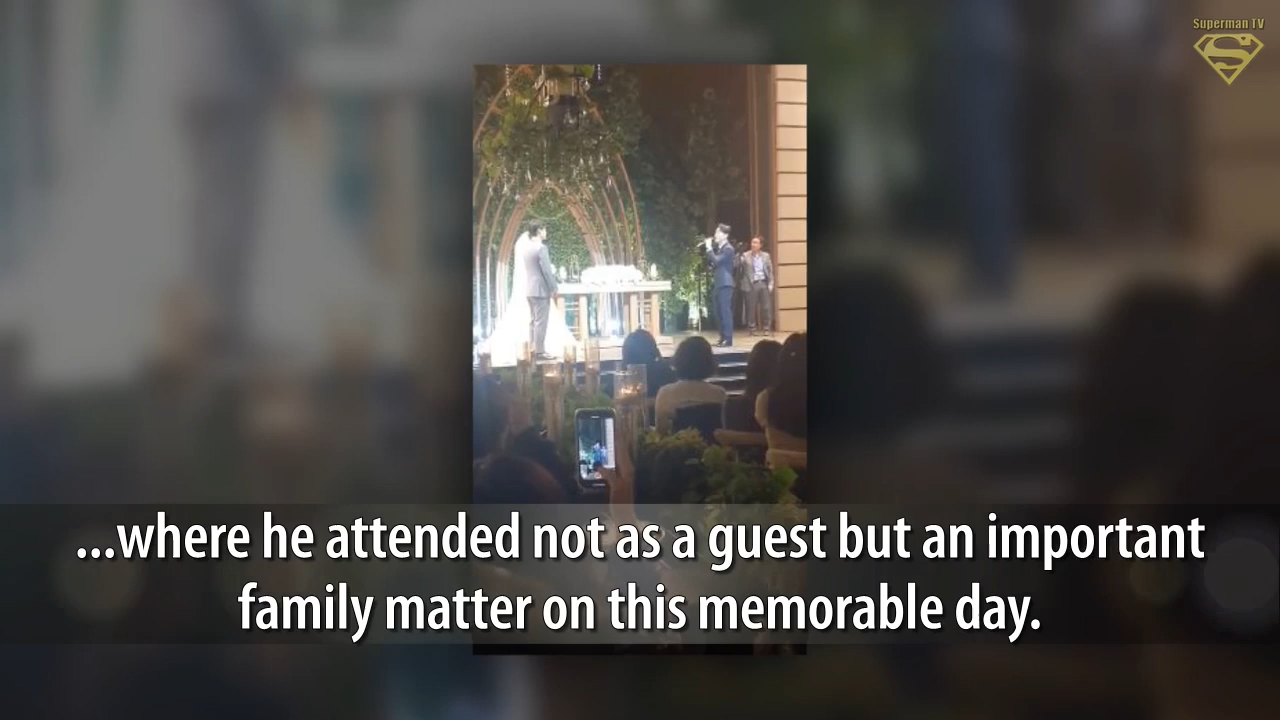 Superman TV
...where he attended not as a guest but an important
family matter on this memorable day.